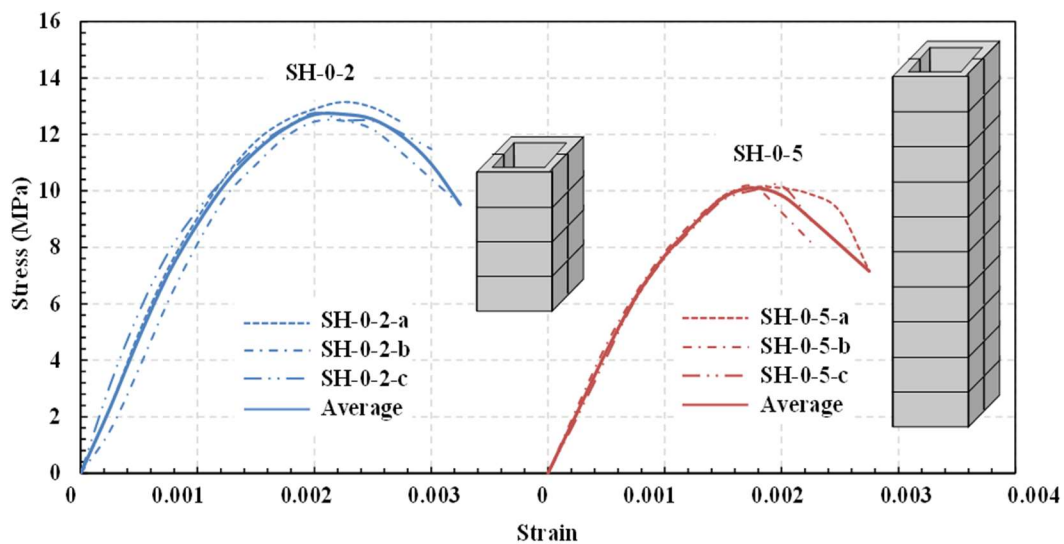 16
14
12
10
8
6
4
2
0
Stress (MPa)
SH-0-2
SH-0-5
SH-0-2-a
SH-0-2-b
SH-0-2-c
Average
SH-0-5-a
SH-0-5-b
SH-0-5-c
Average
0 0.001 0.002 0.003 0 0.001 0.002 0.003 0.004
Strain